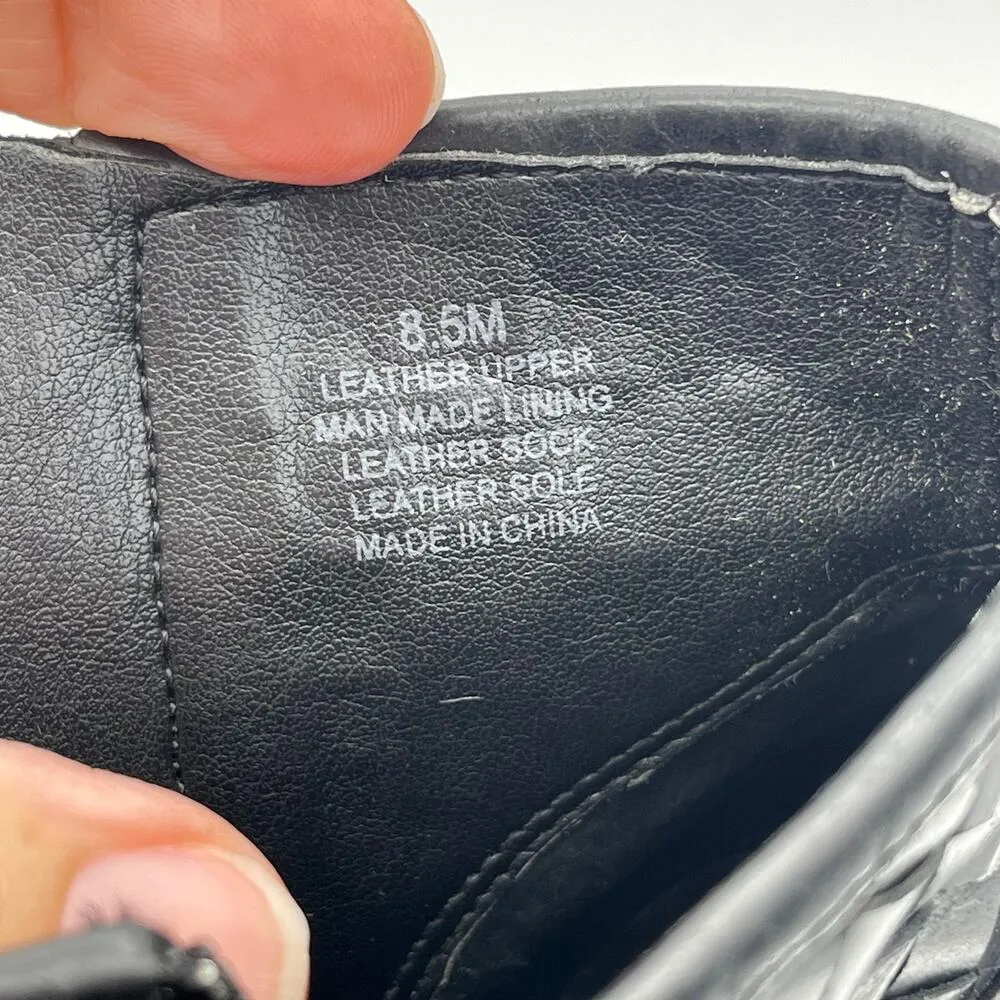 8.5M
LEATHER UPPER
MAN MADE LINING
LEATHER SOCK
LEATHER SOLE
MADE IN CHINA